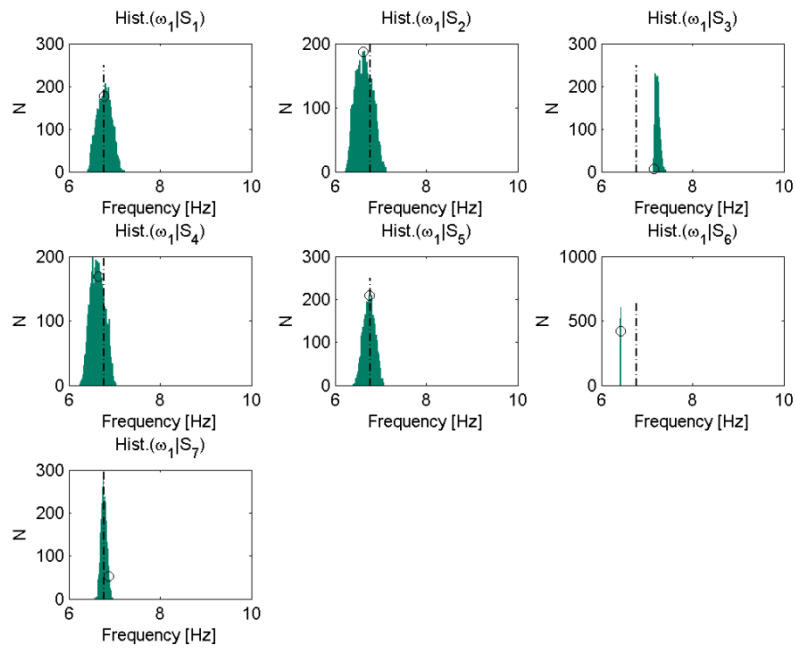 Hist.(ω₁|S₁)
300
200
100
0
N
6
8
10
Frequency [Hz]
Hist.(ω₁|S₂)
200
100
0
N
6
8
10
Frequency [Hz]
Hist.(ω₁|S₃)
300
200
100
0
N
6
8
10
Frequency [Hz]
Hist.(ω₁|S₄)
200
100
0
N
6
8
10
Frequency [Hz]
Hist.(ω₁|S₅)
300
200
100
0
N
6
8
10
Frequency [Hz]
Hist.(ω₁|S₆)
1000
500
0
N
6
8
10
Frequency [Hz]
Hist.(ω₁|S₇)
300
200
100
0
N
6
8
10
Frequency [Hz]